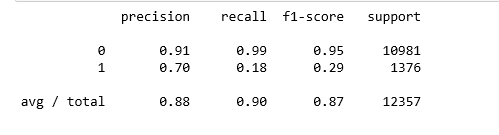 precision recall f1-score support
0 0.91 0.99 0.95 10981
1 0.70 0.18 0.29 1376
avg / total 0.88 0.90 0.87 12357